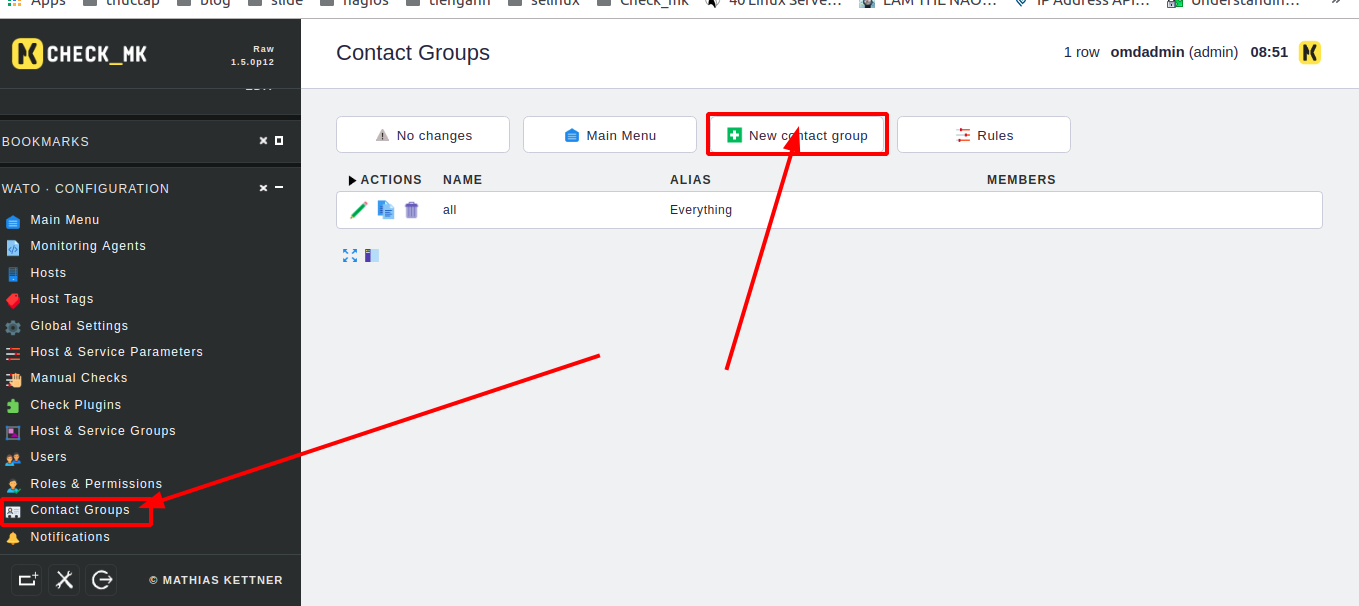 Apps thuctap blog slide nagios tienganh selinux Check_mk 40 Linux Serve... I AM THE NAO... IP Address API... Understandin... »
CHECK_MK
Raw
1.5.0p12
EDIT
BOOKMARKS
WATO · CONFIGURATION
Main Menu
Monitoring Agents
Hosts
Host Tags
Global Settings
Host & Service Parameters
Manual Checks
Check Plugins
Host & Service Groups
Users
Roles & Permissions
Contact Groups
Notifications
© MATHIAS KETTNER
Contact Groups
1 row omdadmin (admin) 08:51
No changes
Main Menu
New contact group
Rules
ACTIONS NAME ALIAS MEMBERS
all Everything